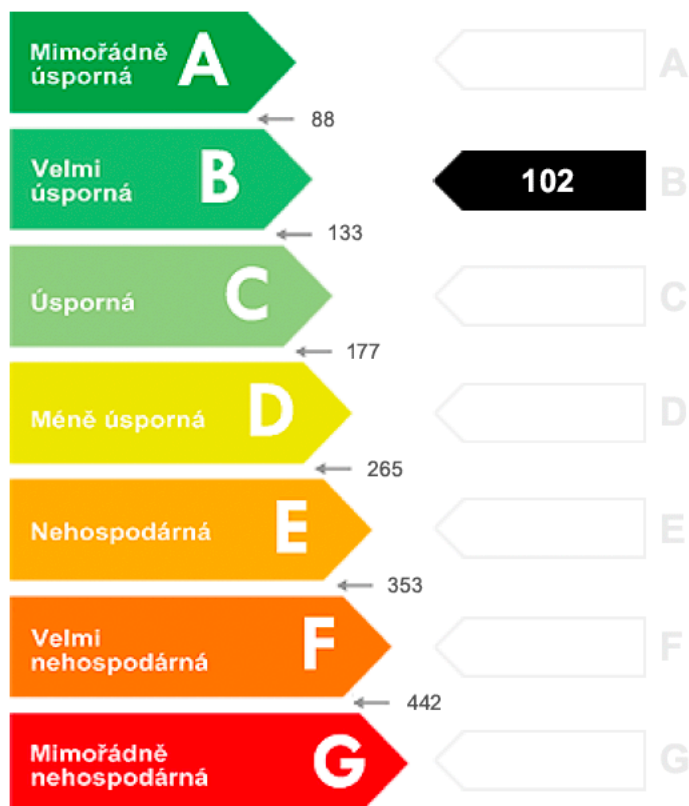 Mimořádně
úsporná
A
A
88
Velmi
úsporná
B
102
B
133
Úsporná
C
C
177
Méně úsporná
D
D
265
Nehospodárná
E
E
353
Velmi
nehospodárná
F
F
442
Mimořádně
nehospodárná
G
G